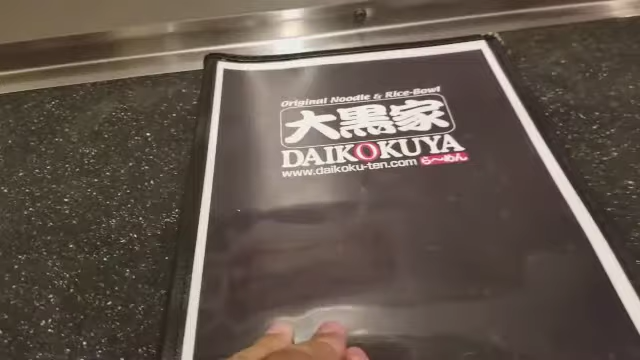 Original Noodle & Rice-Bowl
大黒家
DAIKOKUYA
www.daikoku-ten.com らーめん